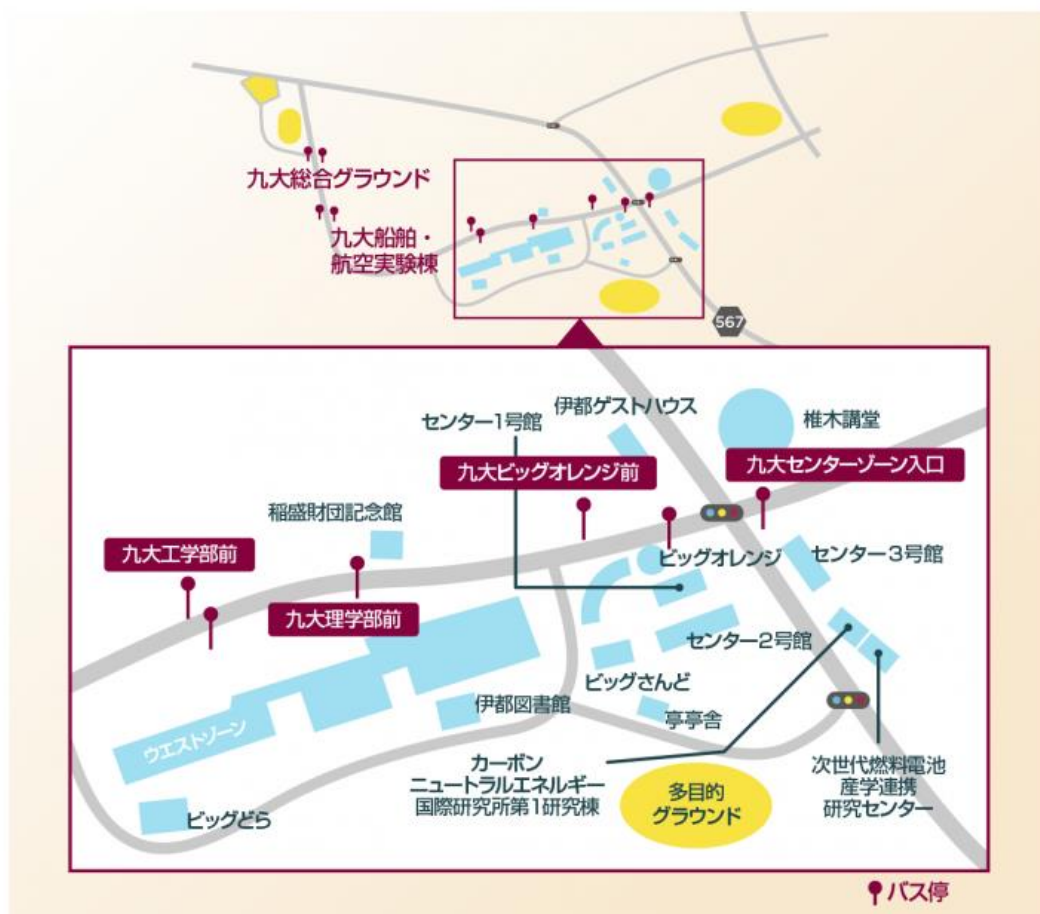 九大総合グラウンド
九大船舶・
航空実験棟
567
伊都ゲストハウス
センター1号館
椎木講堂
九大ビッグオレンジ前
九大センターゾーン入口
稲盛財団記念館
九大工学部前
ビッグオレンジ
センター3号館
九大理学部前
センター2号館
ビッグさんど
伊都図書館
亭亭舎
ウエストゾーン
カーボン
ニュートラルエネルギー
国際研究所第1研究棟
多目的
グラウンド
次世代燃料電池
産学連携
研究センター
ビッグどら
バス停